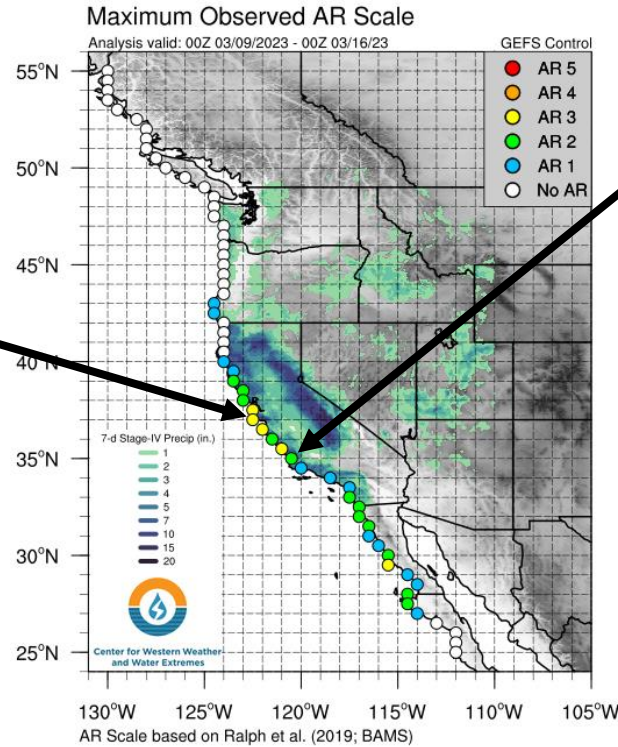 Maximum Observed AR Scale
Analysis valid: 00Z 03/09/2023 - 00Z 03/16/23 GEFS Control
AR 5
AR 4
AR 3
AR 2
AR 1
No AR
55°N
50°N
45°N
40°N
35°N
30°N
25°N
7-d Stage-IV Precip (in.)
1
2
3
4
5
7
10
15
20
Center for Western Weather
and Water Extremes
130°W 125°W 120°W 115°W 110°W 105°W
AR Scale based on Ralph et al. (2019; BAMS)